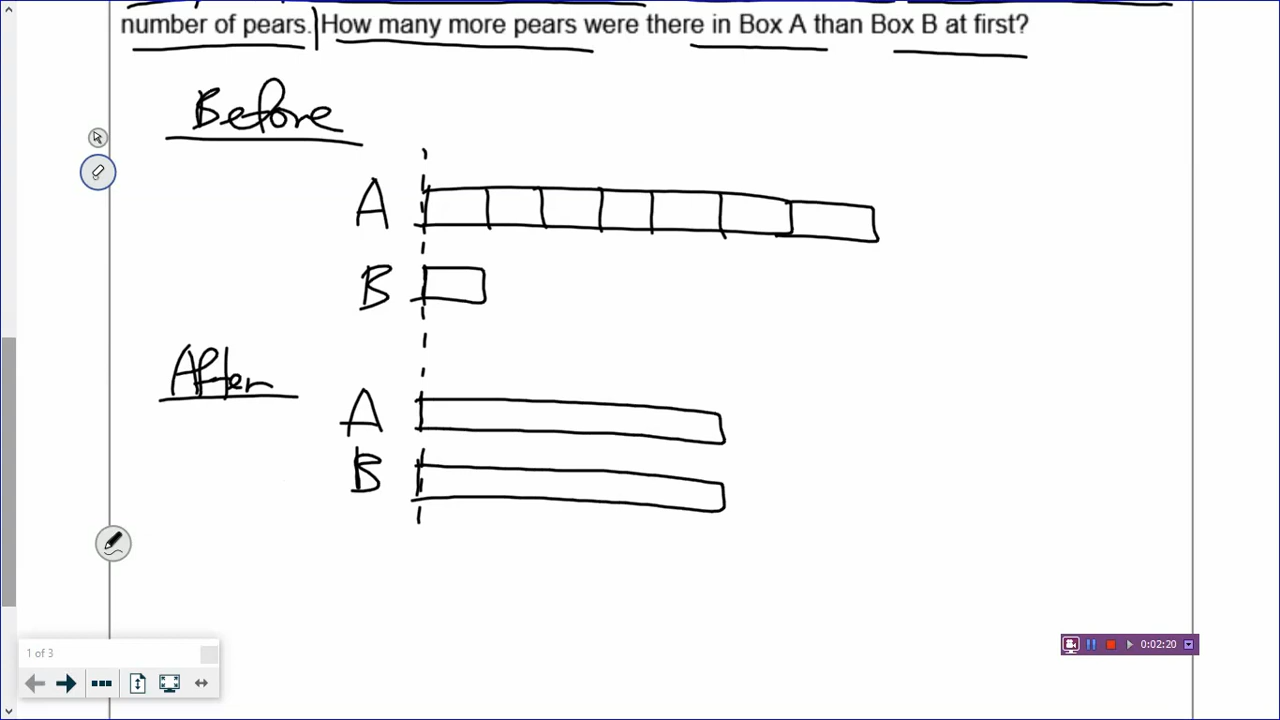 number of pears. How many more pears were there in Box A than Box B at first?
Before
A
B
After
A
B
1 of 3
0:02:20